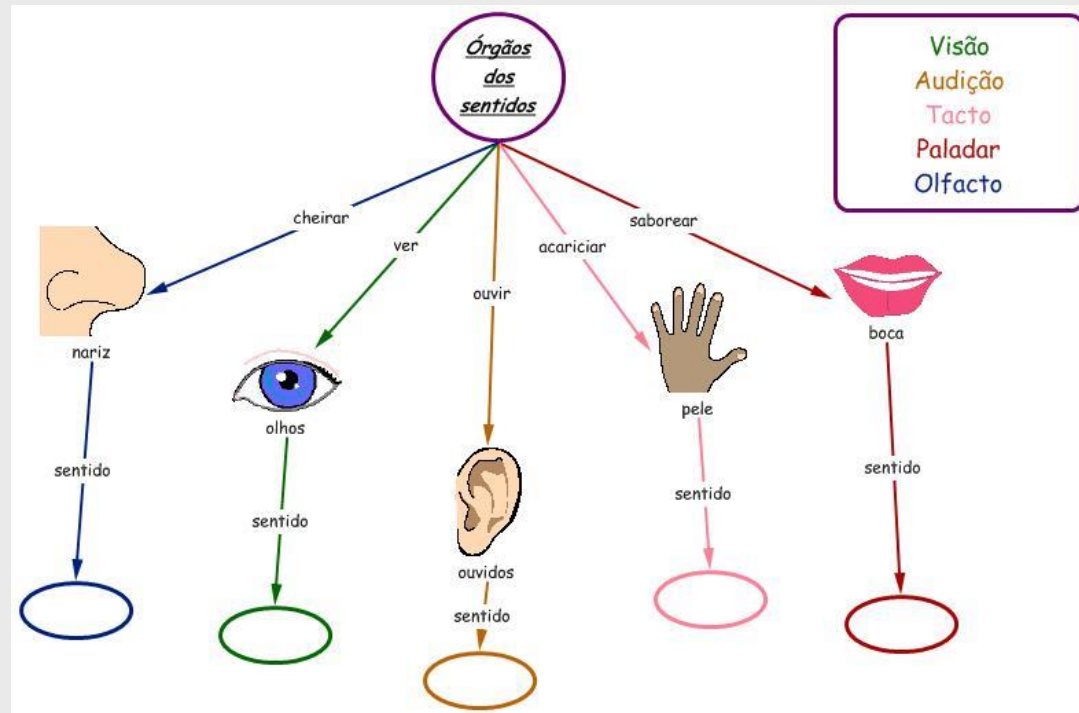 Órgãos
dos
sentidos
Visão
Audição
Tacto
Paladar
Olfacto
cheirar
ver
ouvir
acariciar
saborear
nariz
olhos
ouvidos
pele
boca
sentido
sentido
sentido
sentido
sentido